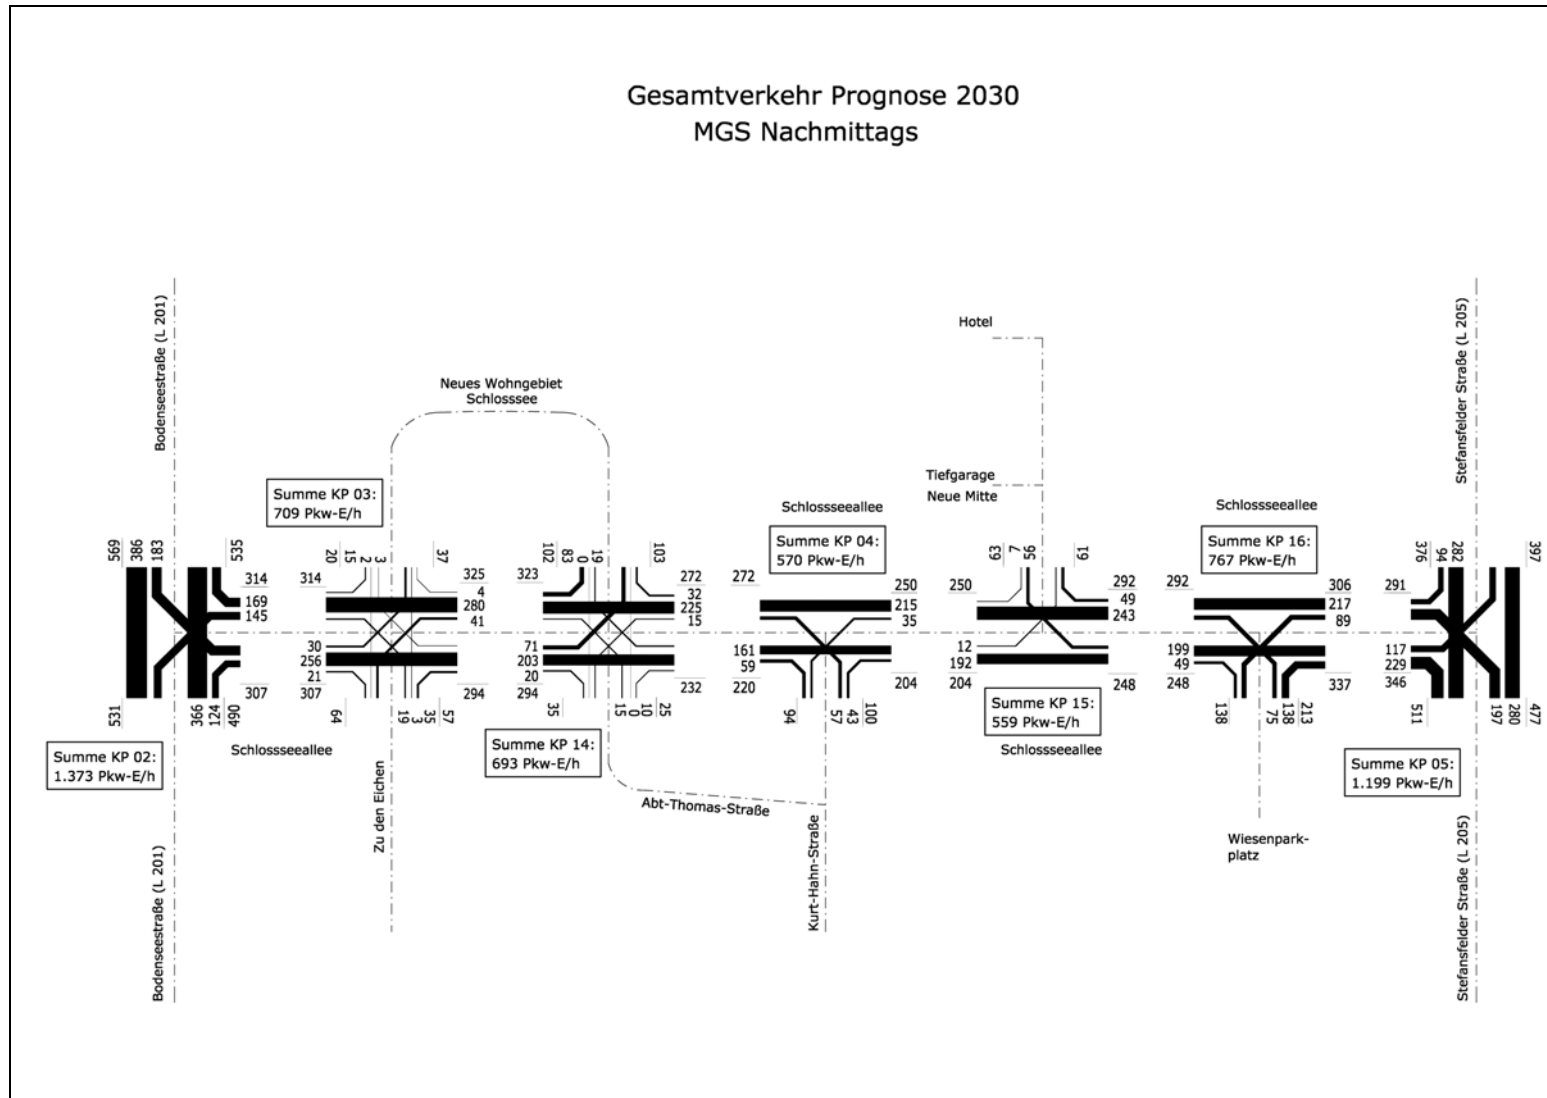 Gesamtverkehr Prognose 2030
MGS Nachmittags
Hotel
Neues Wohngebiet
Schlosssee
Tiefgarage
Neue Mitte
Bodenseestraße (L 201)
Stefansfelder Straße (L 205)
Summe KP 03:
709 Pkw-E/h
Schlossseeallee
Summe KP 04:
570 Pkw-E/h
Schlossseeallee
Summe KP 16:
767 Pkw-E/h
569 386 183 535
314
169
145
531 366 124 490
307
20 15 2 3 37
314
325
4
280
41
30
256
21
307
294
64 19 3 35 57
102 83 0 19 103
323
272
32
225
15
71
203
20
294
232
35 15 0 10 25
272
250
215
35
161
59
220
204
94 57 43 100
63 7 56 61
250
292
49
243
12
192
204
248
292
306
217
89
199
49
248
337
138 75 138 213
376 94 282 397
291
117
229
346
511 197 280 477
Summe KP 02:
1.373 Pkw-E/h
Schlossseeallee
Summe KP 14:
693 Pkw-E/h
Summe KP 15:
559 Pkw-E/h
Schlossseeallee
Summe KP 05:
1.199 Pkw-E/h
Zu den Eichen
Abt-Thomas-Straße
Kurt-Hahn-Straße
Wiesenpark-
platz
Bodenseestraße (L 201)
Stefansfelder Straße (L 205)